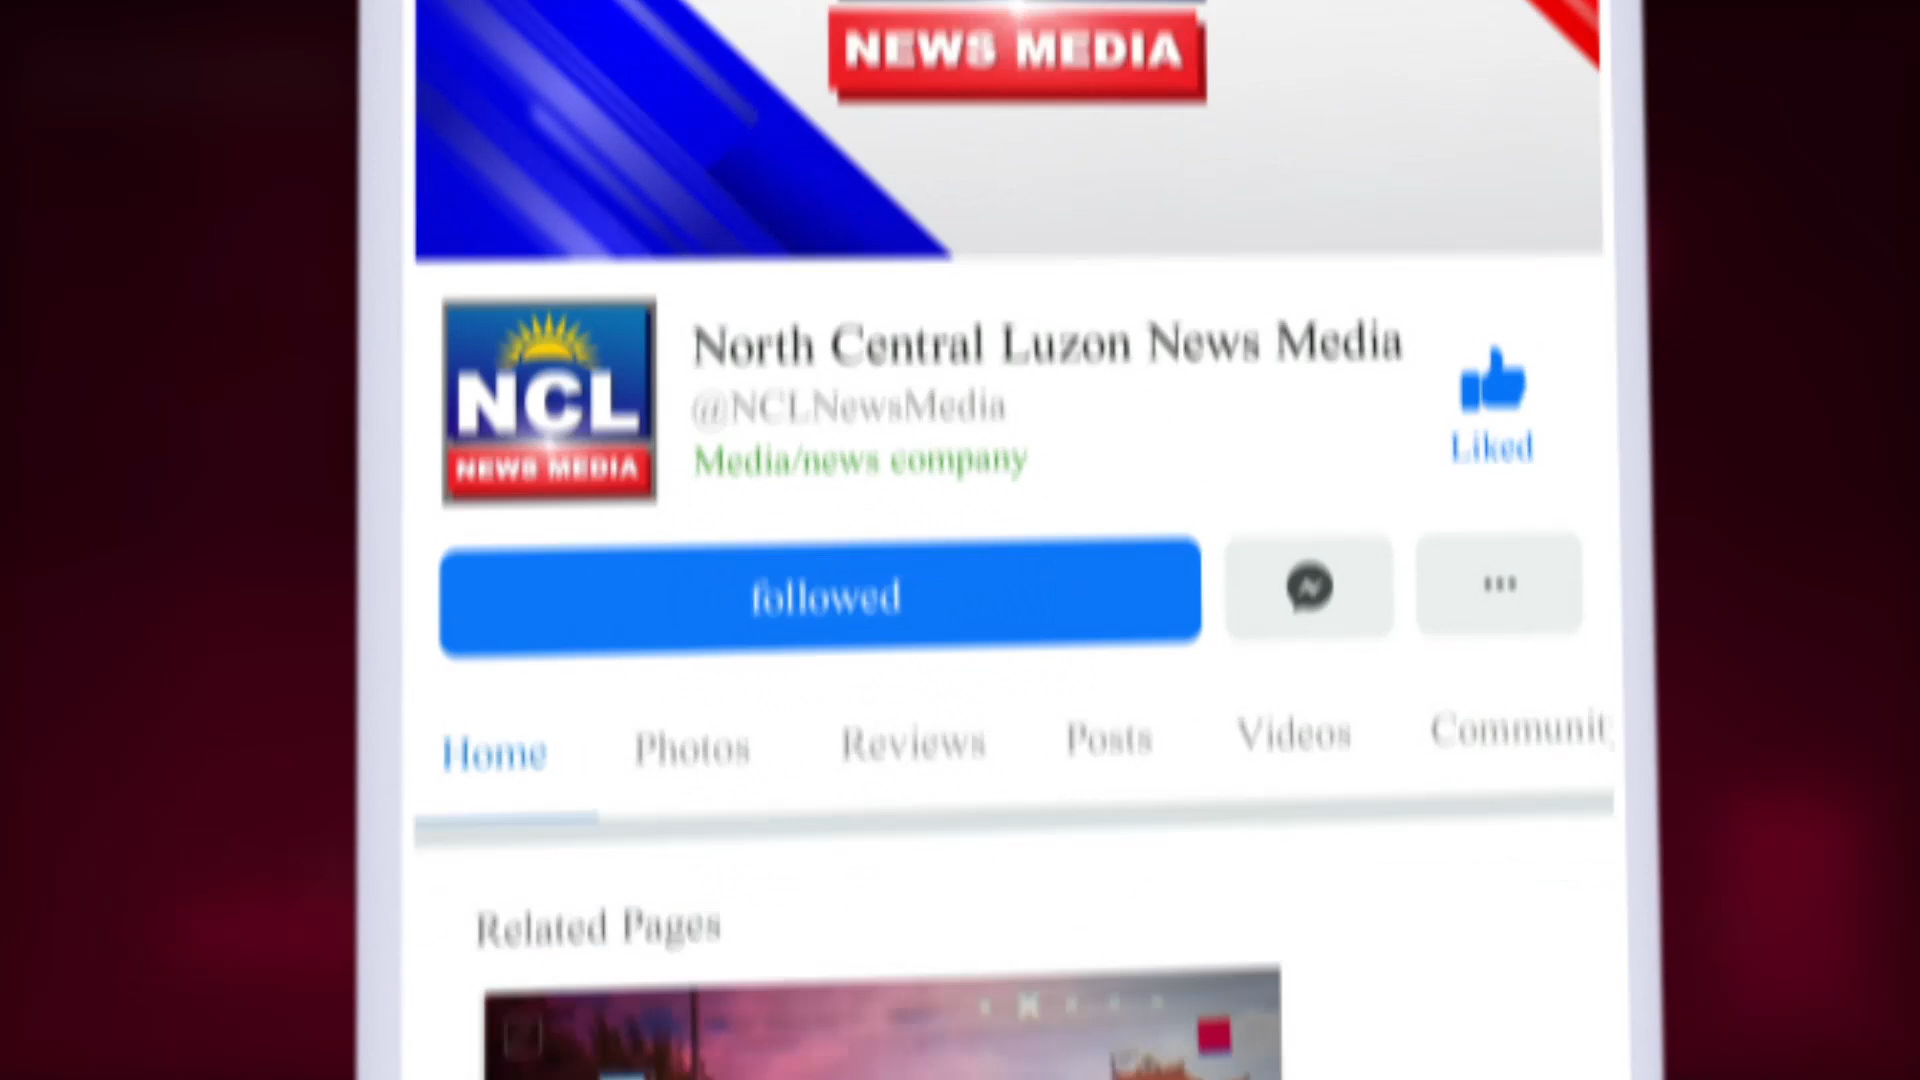 NEWS MEDIA
North Central Luzon News Media
@NCLNewsMedia
Media/news company
NCL
NEWS MEDIA
Liked
followed
Home Photos Reviews Posts Videos Communit
Related Pages